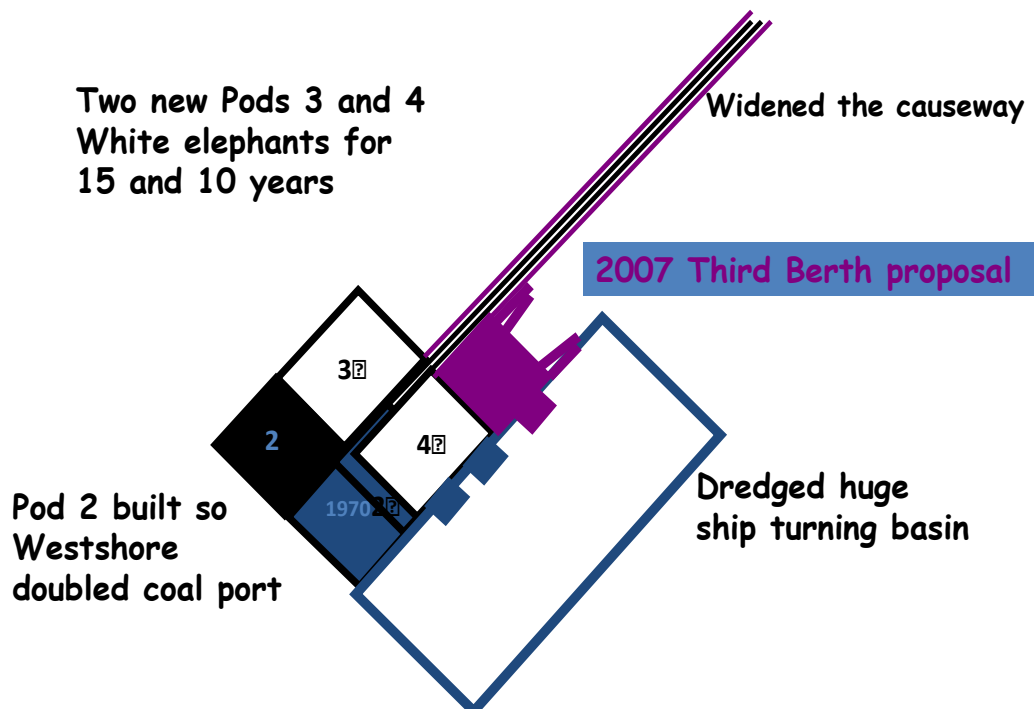 Two new Pods 3 and 4
White elephants for
15 and 10 years
Widened the causeway
2007 Third Berth proposal
3
2
4
1970
Pod 2 built so
Westshore
doubled coal port
Dredged huge
ship turning basin